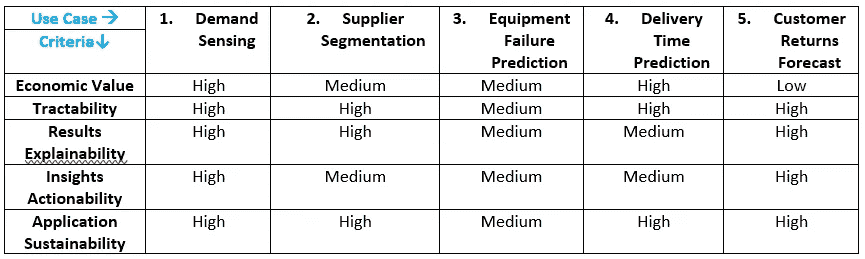 Use Case → 1. Demand 2. Supplier 3. Equipment 4. Delivery 5. Customer
Criteria↓ Sensing Segmentation Failure Time Returns
Prediction Prediction Forecast
Economic Value High Medium Medium High Low
Tractability High High Medium High High
Results High High Medium Medium High
Explainability
Insights High Medium Medium Medium High
Actionability
Application High High Medium High High
Sustainability